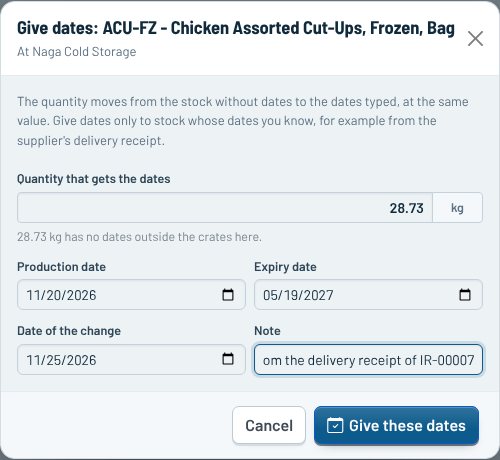 Give dates: ACU-FZ - Chicken Assorted Cut-Ups, Frozen, Bag
At Naga Cold Storage
The quantity moves from the stock without dates to the dates typed, at the same
value. Give dates only to stock whose dates you know, for example from the
supplier's delivery receipt.
Quantity that gets the dates
28.73 kg
28.73 kg has no dates outside the crates here.
Production date Expiry date
11/20/2026 05/19/2027
Date of the change Note
11/25/2026 om the delivery receipt of IR-00007
Cancel Give these dates